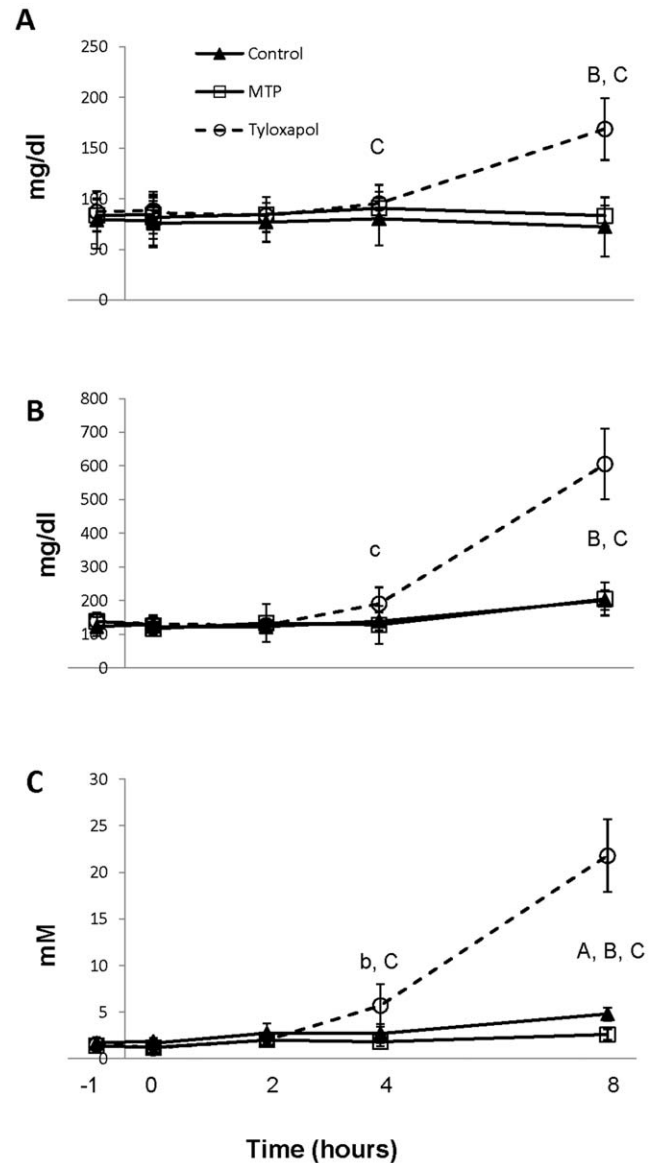 A
250
200
150
100
50
0
mg/dl
Control
MTP
Tyloxapol
C
B, C
B
800
700
600
500
400
300
200
100
0
mg/dl
c
B, C
C
30
25
20
15
10
5
0
mM
b, C
A, B, C
-1 0 2 4 8
Time (hours)